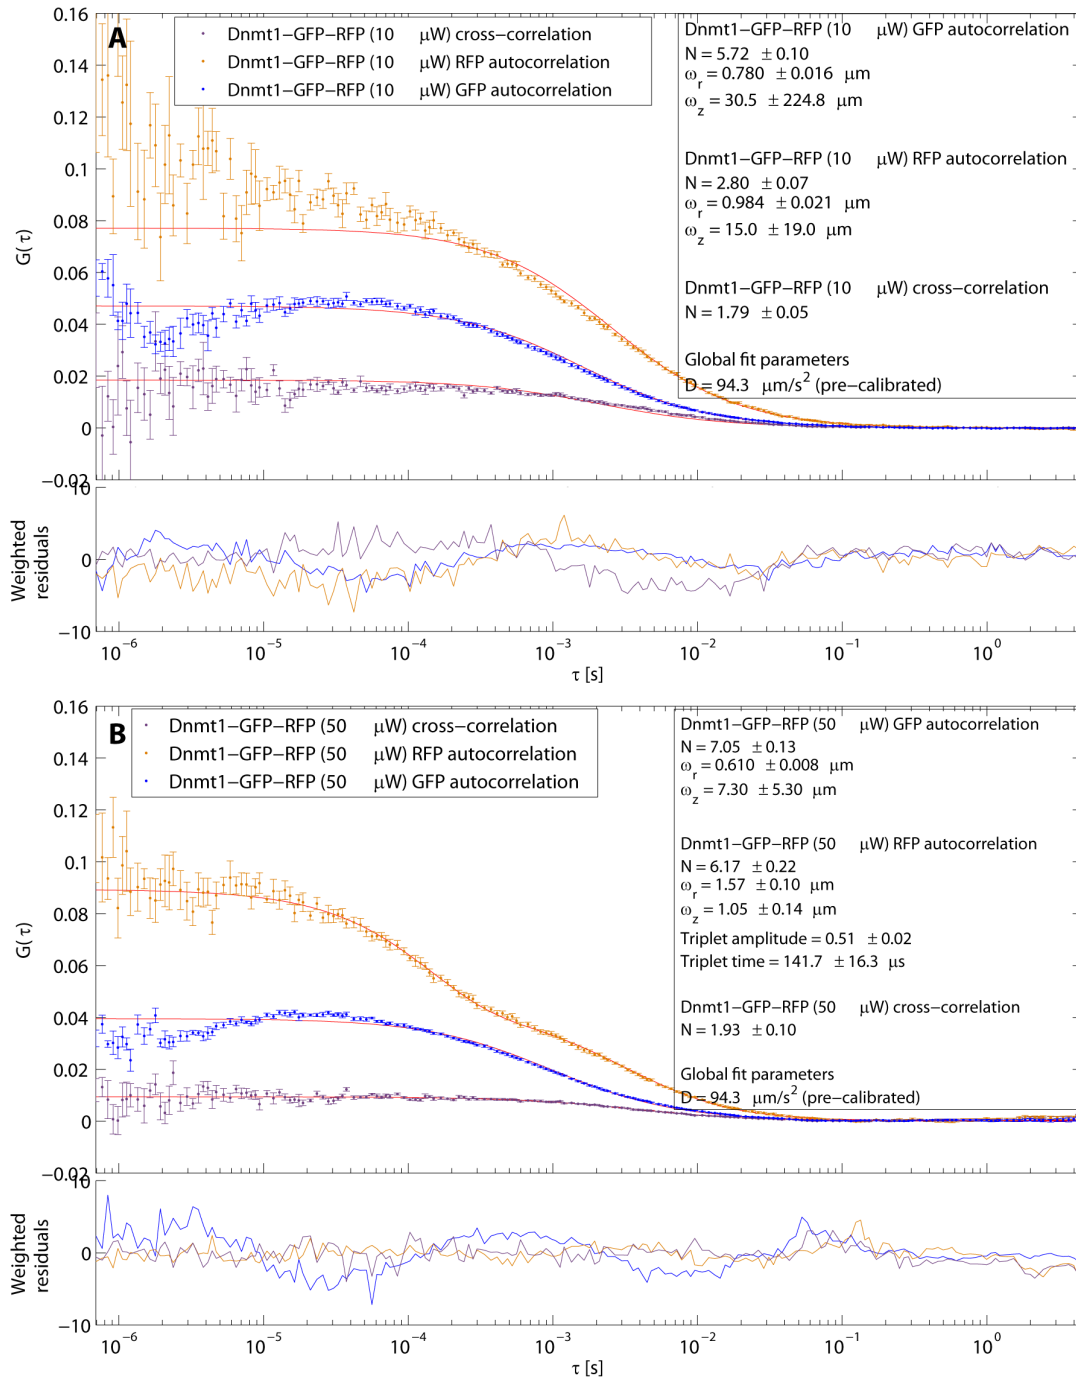 A
Dnmt1−GFP−RFP (10 μW) cross−correlation
Dnmt1−GFP−RFP (10 μW) RFP autocorrelation
Dnmt1−GFP−RFP (10 μW) GFP autocorrelation
Dnmt1−GFP−RFP (10 μW) GFP autocorrelation
N = 5.72 ± 0.10
ωr = 0.780 ± 0.016 μm
ωz = 30.5 ± 224.8 μm
Dnmt1−GFP−RFP (10 μW) RFP autocorrelation
N = 2.80 ± 0.07
ωr = 0.984 ± 0.021 μm
ωz = 15.0 ± 19.0 μm
Dnmt1−GFP−RFP (10 μW) cross−correlation
N = 1.79 ± 0.05
Global fit parameters
D = 94.3 μm/s² (pre−calibrated)
G(τ)
0.16
0.14
0.12
0.1
0.08
0.06
0.04
0.02
0
−0.02
Weighted residuals
10
0
−10
10⁻⁶ 10⁻⁵ 10⁻⁴ 10⁻³ 10⁻² 10⁻¹ 10⁰
τ [s]
B
Dnmt1−GFP−RFP (50 μW) cross−correlation
Dnmt1−GFP−RFP (50 μW) RFP autocorrelation
Dnmt1−GFP−RFP (50 μW) GFP autocorrelation
Dnmt1−GFP−RFP (50 μW) GFP autocorrelation
N = 7.05 ± 0.13
ωr = 0.610 ± 0.008 μm
ωz = 7.30 ± 5.30 μm
Dnmt1−GFP−RFP (50 μW) RFP autocorrelation
N = 6.17 ± 0.22
ωr = 1.57 ± 0.10 μm
ωz = 1.05 ± 0.14 μm
Triplet amplitude = 0.51 ± 0.02
Triplet time = 141.7 ± 16.3 μs
Dnmt1−GFP−RFP (50 μW) cross−correlation
N = 1.93 ± 0.10
Global fit parameters
D = 94.3 μm/s² (pre−calibrated)
G(τ)
0.16
0.14
0.12
0.1
0.08
0.06
0.04
0.02
0
−0.02
Weighted residuals
10
0
−10
10⁻⁶ 10⁻⁵ 10⁻⁴ 10⁻³ 10⁻² 10⁻¹ 10⁰
τ [s]